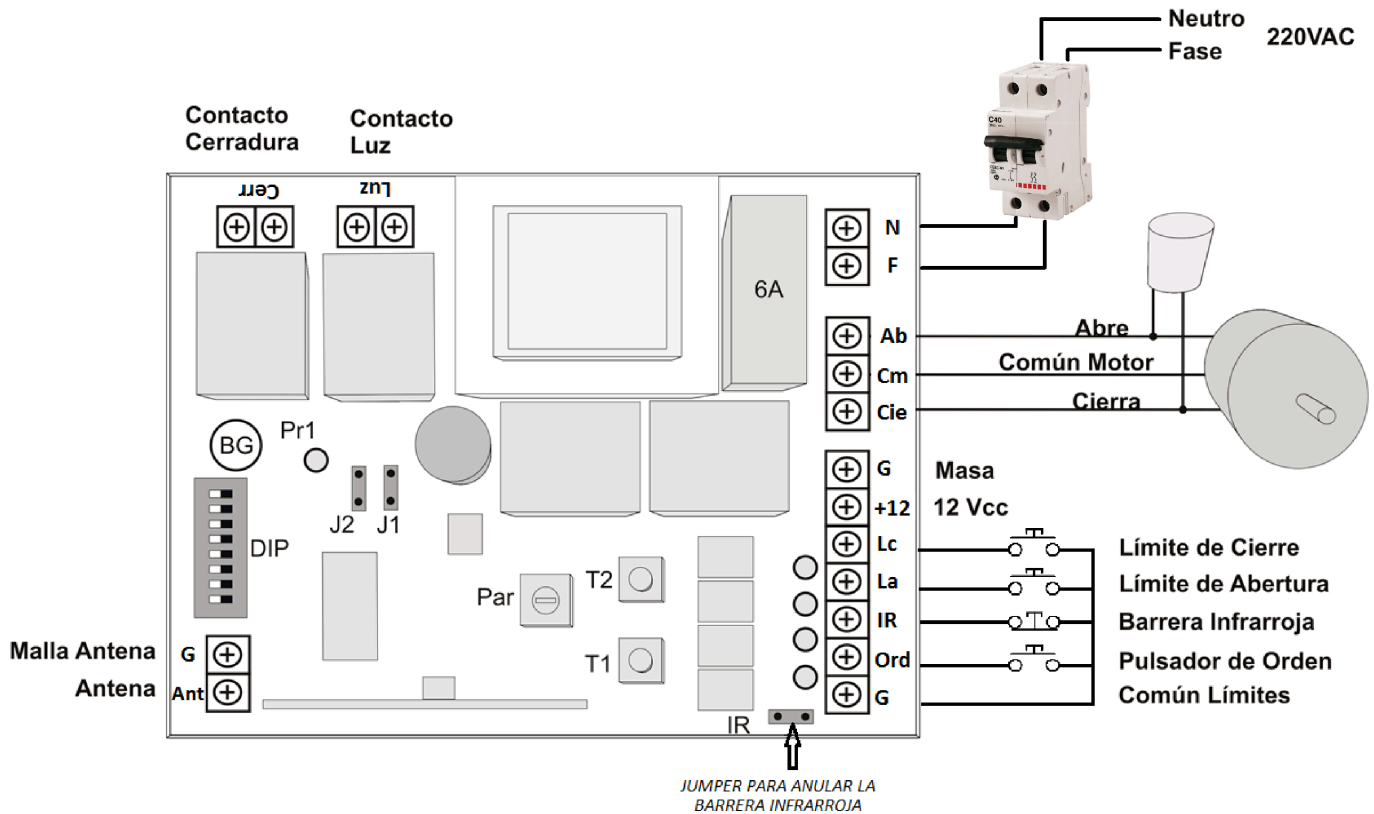 Neutro
220VAC
Fase
Contacto
Cerradura
Contacto
Luz
C40
Cerr
Luz
N
F
6A
Ab
Abre
Cm
Común Motor
Cie
Cierra
BG
Pr1
G
Masa
+12
12 Vcc
J2
J1
DIP
Lc
Límite de Cierre
La
Límite de Abertura
T2
Par
IR
Barrera Infrarroja
Ord
Pulsador de Orden
T1
G
Común Límites
Malla Antena
G
Antena
Ant
IR
JUMPER PARA ANULAR LA
BARRERA INFRARROJA